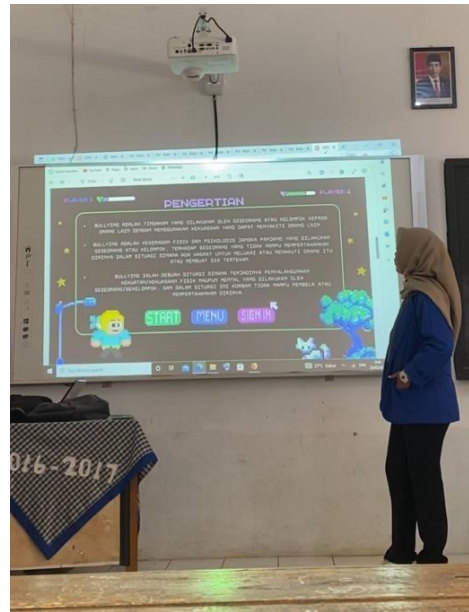 PLAYER 1
PLAYER 2
PENGERTIAN
BULLYING ADALAH TINDAKAN YANG DILAKUKAN OLEH SESEORANG ATAU KELOMPOK KEPADA
ORANG LAIN DENGAN MENGGUNAKAN KEKUASAAN YANG DAPAT MENYAKITI ORANG LAIN.
BULLYING ADALAH KEKERASAN FISIK DAN PSIKOLOGIS JANGKA PANJANG YANG DILAKUKAN
SESEORANG ATAU KELOMPOK, TERHADAP SESEORANG YANG TIDAK MAMPU MEMPERTAHANKAN
DIRINYA DALAM SITUASI DIMANA ADA HASRAT UNTUK MELUKAI ATAU MENAKUTI ORANG ITU
ATAU MEMBUAT DIA TERTEKAN.
BULLYING IALAH SEBUAH SITUASI DIMANA TERJADINYA PENYALAHGUNAAN
KEKUATAN/KEKUASAAN FISIK MAUPUN MENTAL YANG DILAKUKAN OLEH
SESEORANG/SEKELOMPOK, DAN DALAM SITUASI INI KORBAN TIDAK MAMPU MEMBELA ATAU
MEMPERTAHANKAN DIRINYA.
START MENU SIGN IN
016-2017